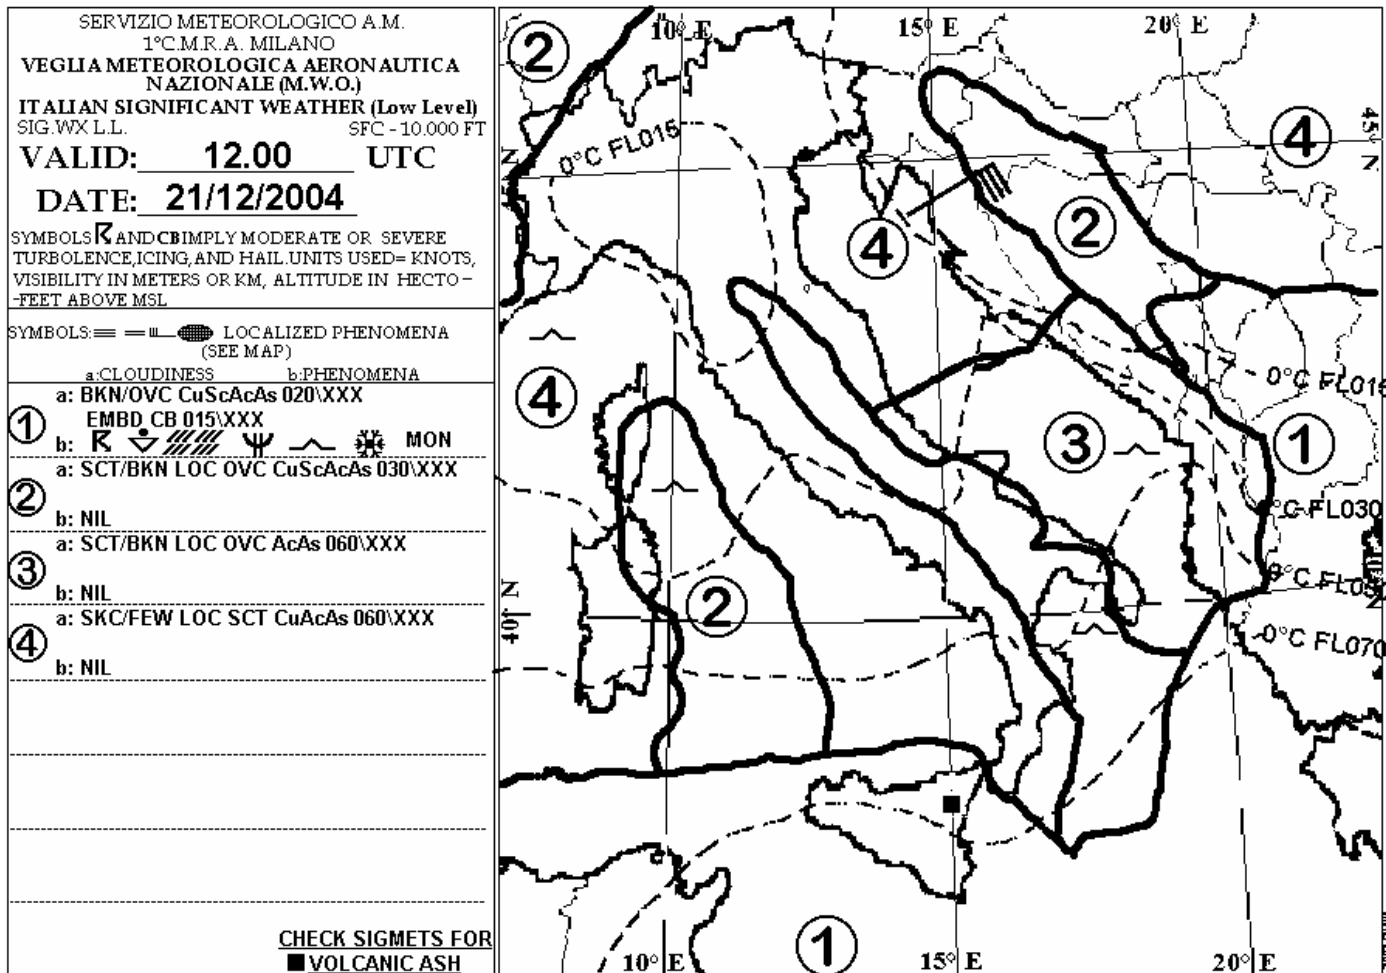 SERVIZIO METEOROLOGICO A.M.
1°C.M.R.A. MILANO
VEGLIA METEOROLOGICA AERONAUTICA
NAZIONALE (M.W.O.)
ITALIAN SIGNIFICANT WEATHER (Low Level)
SIG.WX L.L. SFC - 10.000 FT
VALID: 12.00 UTC
DATE: 21/12/2004
SYMBOLS AND CB IMPLY MODERATE OR SEVERE
TURBOLENCE,ICING, AND HAIL.UNITS USED= KNOTS,
VISIBILITY IN METERS OR KM, ALTITUDE IN HECTO-
-FEET ABOVE MSL
SYMBOLS: LOCALIZED PHENOMENA
(SEE MAP)
a:CLOUDINESS b:PHENOMENA
1
a: BKN/OVC CuScAcAs 020\XXX
EMBD CB 015\XXX
b: MON
2
a: SCT/BKN LOC OVC CuScAcAs 030\XXX
b: NIL
3
a: SCT/BKN LOC OVC AcAs 060\XXX
b: NIL
4
a: SKC/FEW LOC SCT CuAcAs 060\XXX
b: NIL
CHECK SIGMETS FOR
VOLCANIC ASH
10° E 15° E 20° E
2
4
45° N
N
0°C FL015
2
4
4
0°C FL015
3
1
°C FL030
2
40° N
N
0°C FL070
1
10° E 15° E 20° E